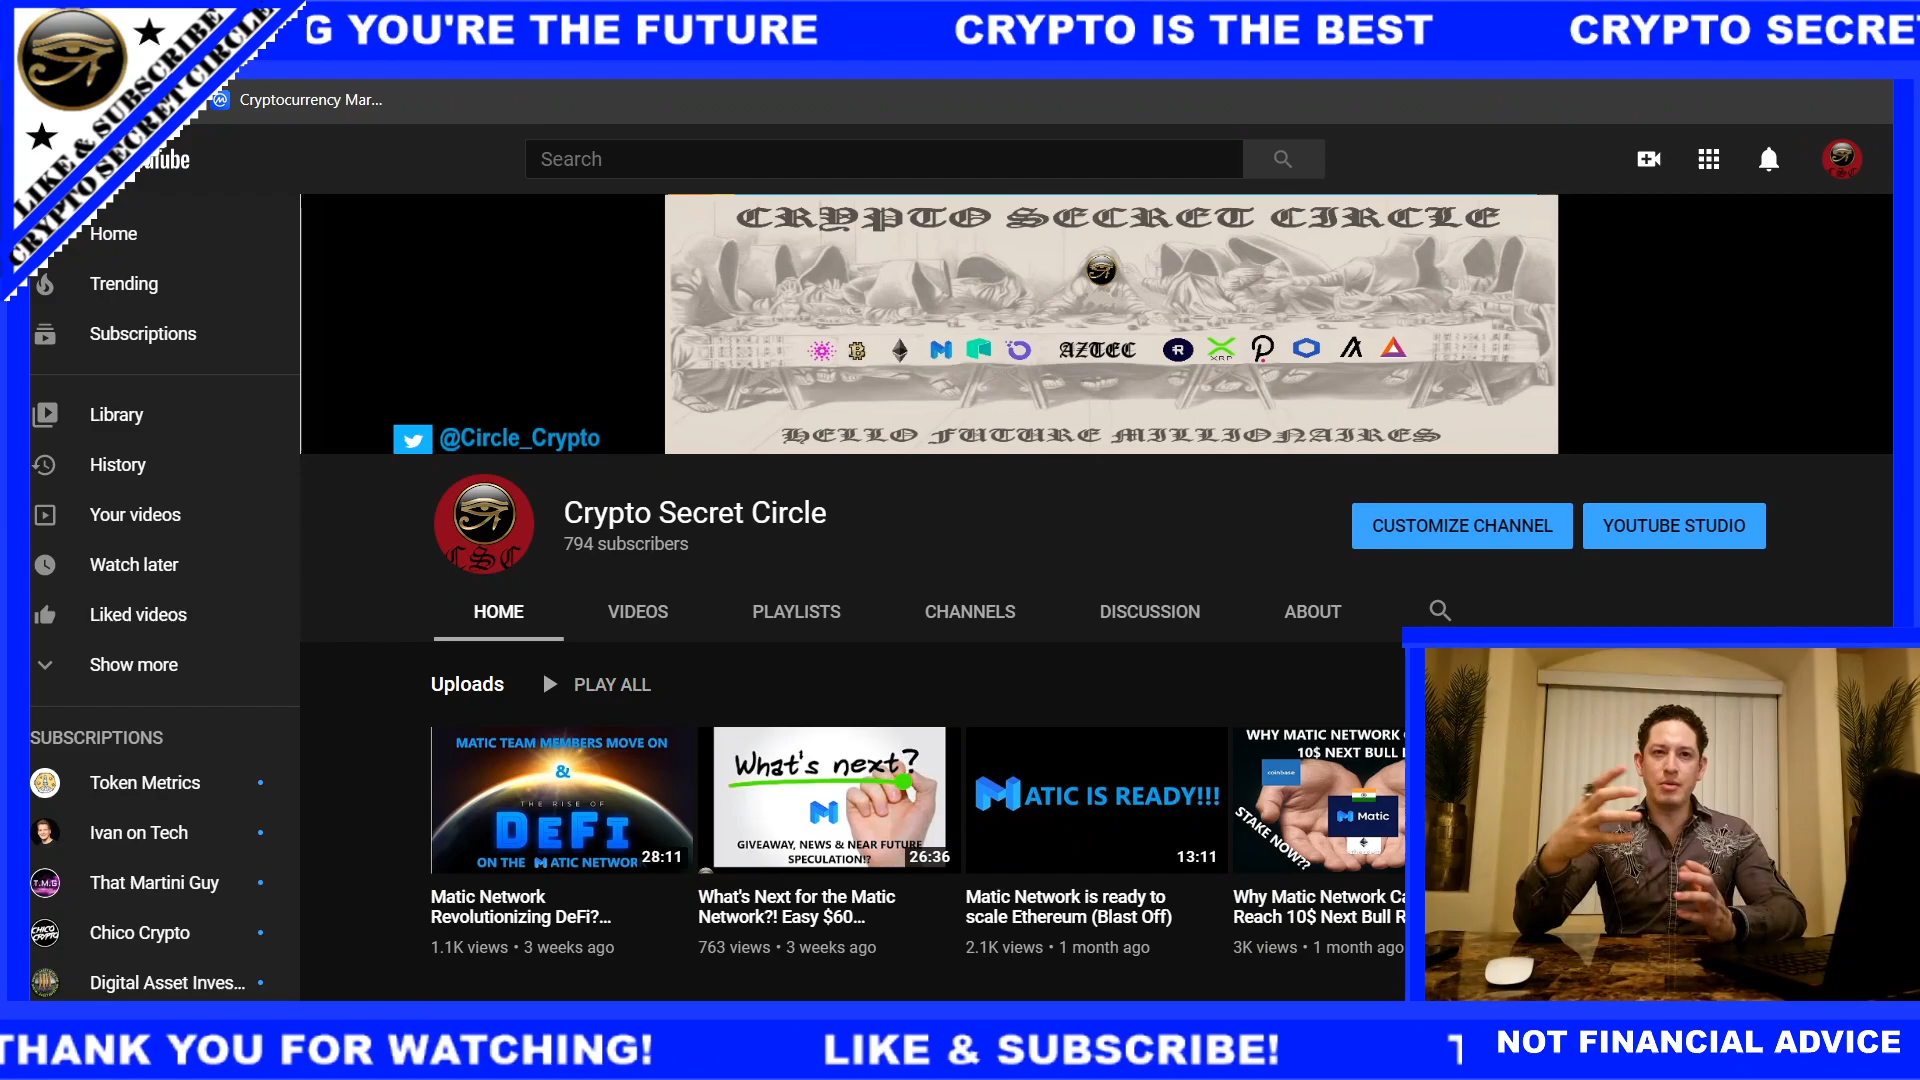 G YOU'RE THE FUTURE
CRYPTO IS THE BEST
CRYPTO SECRE
LIKE & SUBSCRIBE
CRYPTO SECRET CIRCLE
Cryptocurrency Mar...
Search
Home
Trending
Subscriptions
Library
History
Your videos
Watch later
Liked videos
Show more
SUBSCRIPTIONS
Token Metrics
Ivan on Tech
That Martini Guy
Chico Crypto
Digital Asset Inves...
CRYPTO SECRET CIRCLE
AZTEC
XRP
HELLO FUTURE MILLIONAIRES
@Circle_Crypto
CSC
Crypto Secret Circle
794 subscribers
CUSTOMIZE CHANNEL
YOUTUBE STUDIO
HOME
VIDEOS
PLAYLISTS
CHANNELS
DISCUSSION
ABOUT
Uploads
PLAY ALL
MATIC TEAM MEMBERS MOVE ON
&
THE RISE OF
DEFI
ON THE MATIC NETWOR
28:11
Matic Network
Revolutionizing DeFi?...
1.1K views • 3 weeks ago
What's next?
GIVEAWAY, NEWS & NEAR FUTURE
SPECULATION!?
26:36
What's Next for the Matic
Network?! Easy $60...
763 views • 3 weeks ago
MATIC IS READY!!!
13:11
Matic Network is ready to
scale Ethereum (Blast Off)
2.1K views • 1 month ago
WHY MATIC NETWORK
10$ NEXT BULL
coinbase
Matic
STAKE NOW??
Why Matic Network Ca
Reach 10$ Next Bull R
3K views • 1 month ago
THANK YOU FOR WATCHING!
LIKE & SUBSCRIBE!
NOT FINANCIAL ADVICE